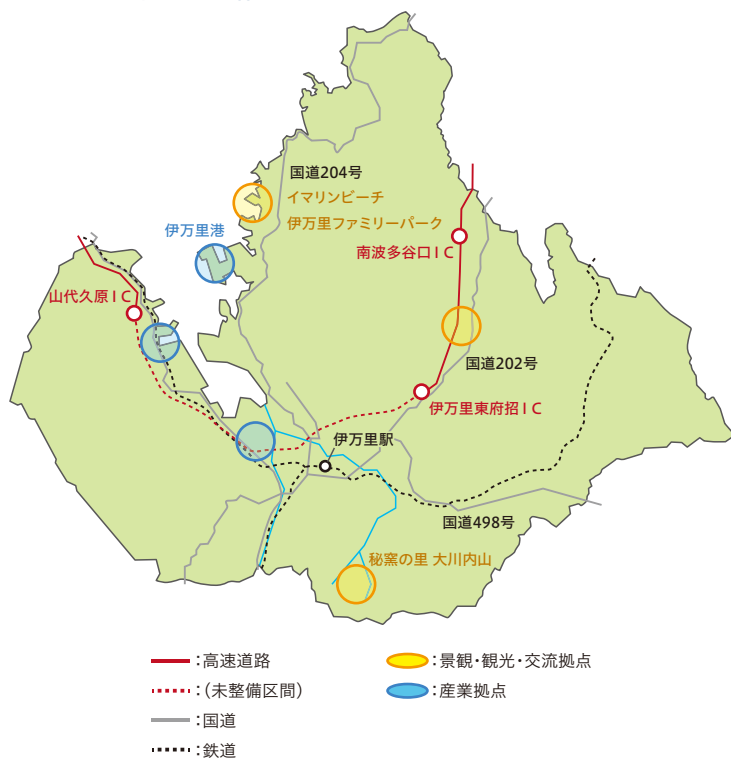 国道204号
イマリンビーチ
伊万里ファミリーパーク
伊万里港
南波多谷口IC
山代久原IC
国道202号
伊万里東府招IC
伊万里駅
国道498号
秘窯の里 大川内山
:高速道路
:景観・観光・交流拠点
:(未整備区間)
:産業拠点
:国道
:鉄道